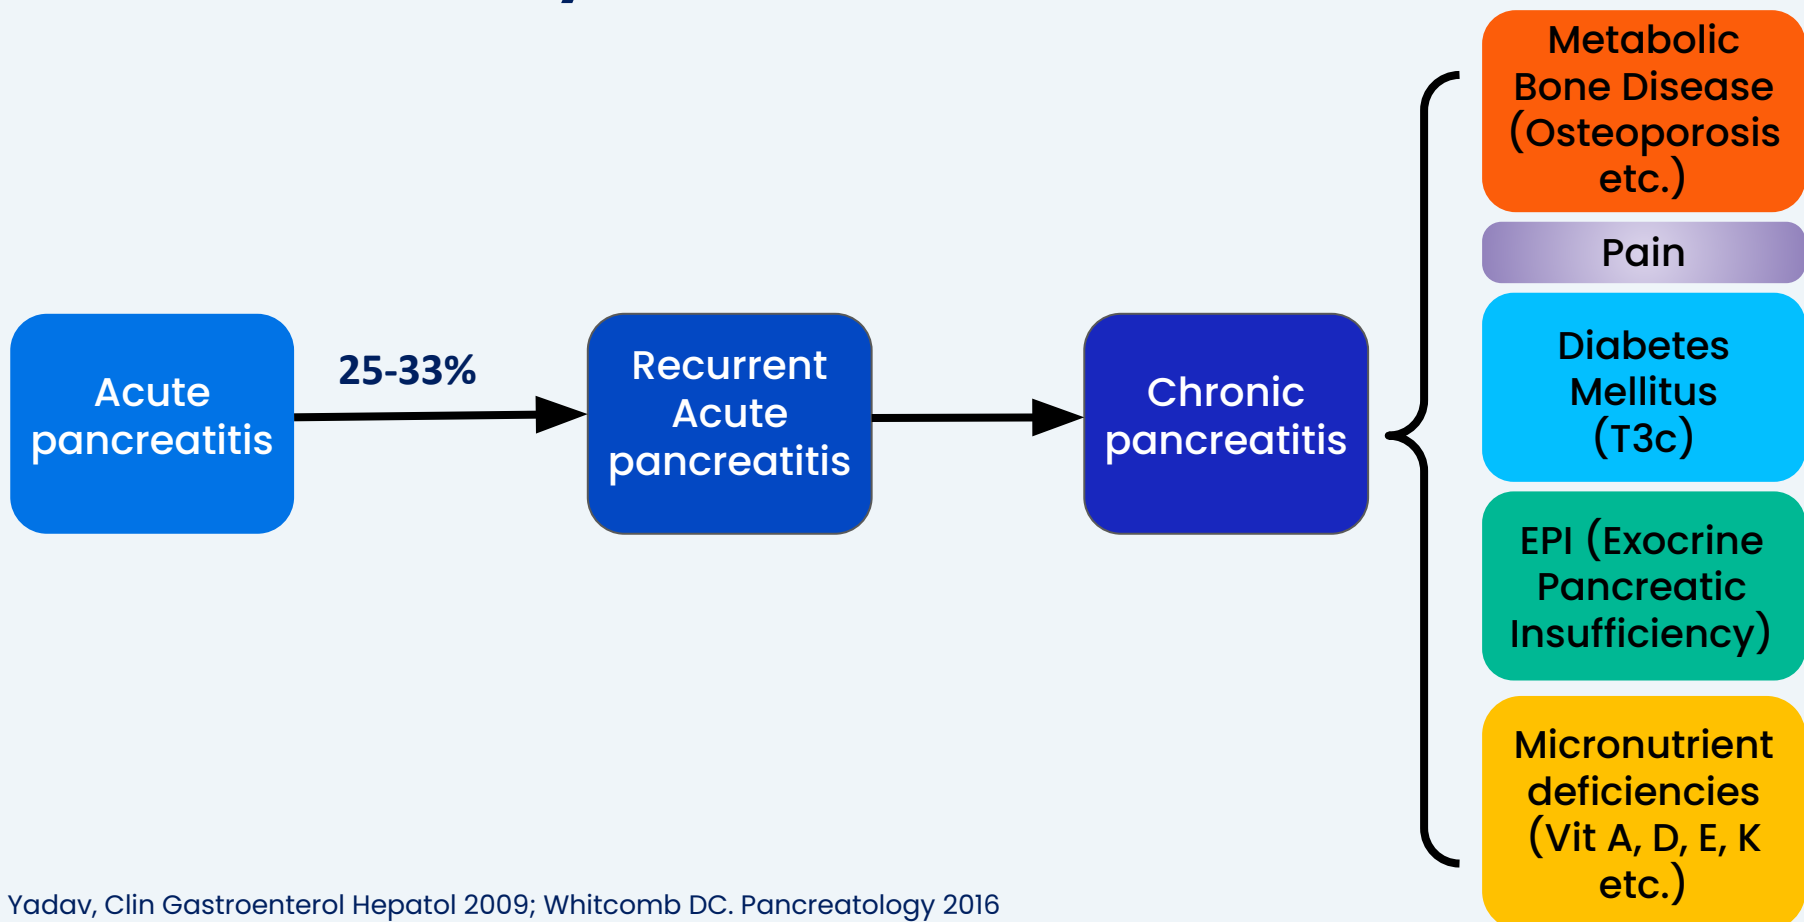 Acute
pancreatitis
25-33%
Recurrent
Acute
pancreatitis
Chronic
pancreatitis
Metabolic
Bone Disease
(Osteoporosis
etc.)
Pain
Diabetes
Mellitus
(T3c)
EPI (Exocrine
Pancreatic
Insufficiency)
Micronutrient
deficiencies
(Vit A, D, E, K
etc.)
Yadav, Clin Gastroenterol Hepatol 2009; Whitcomb DC. Pancreatology 2016